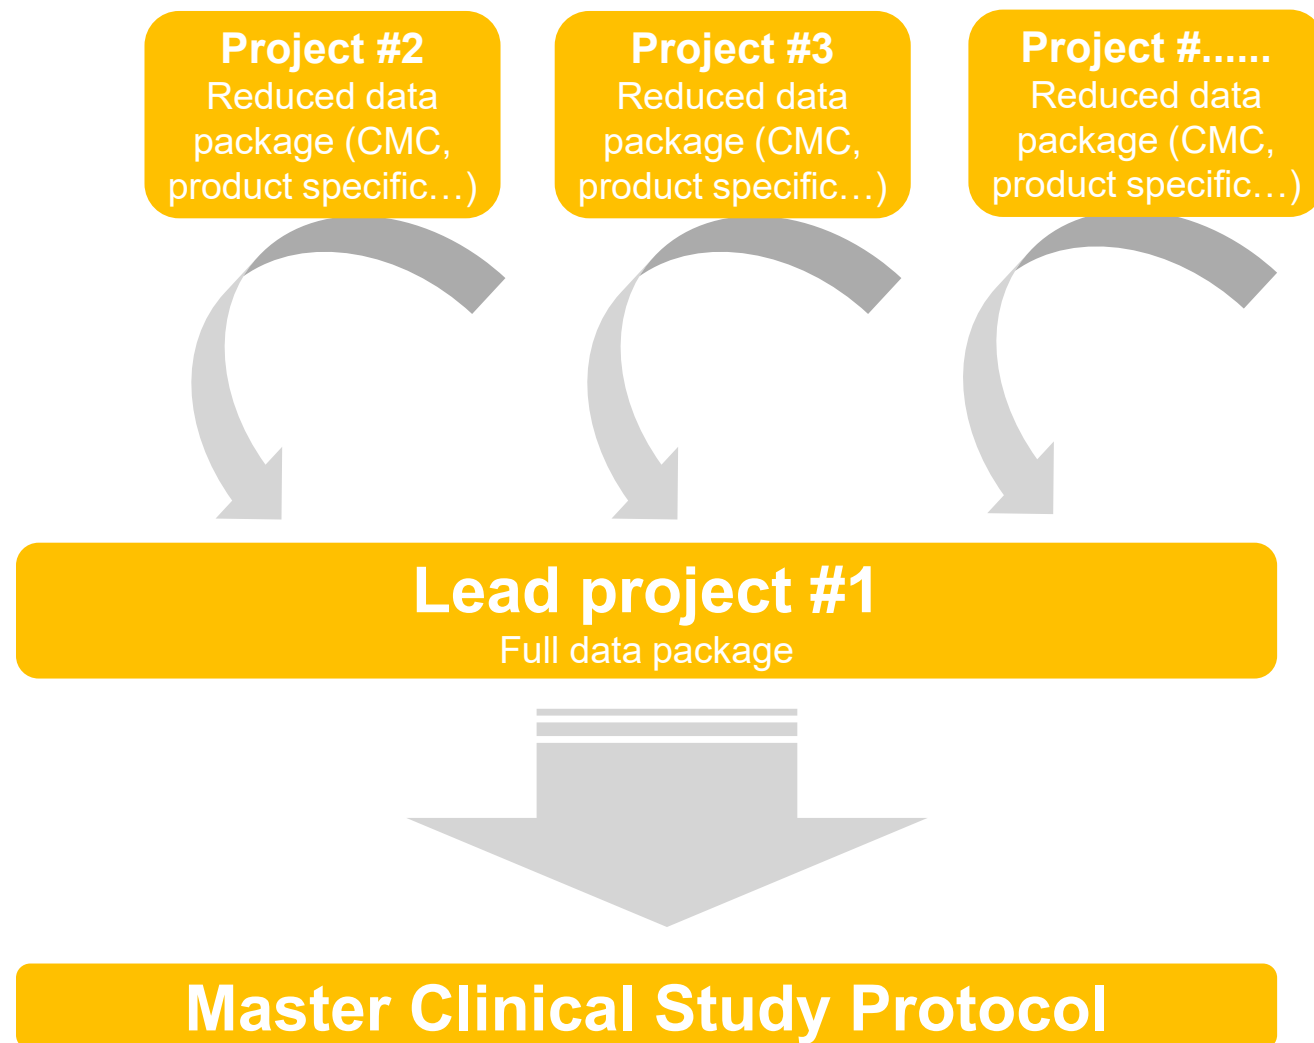 Project #2
Reduced data
package (CMC,
product specific…)
Project #3
Reduced data
package (CMC,
product specific…)
Project #......
Reduced data
package (CMC,
product specific…)
Lead project #1
Full data package
Master Clinical Study Protocol